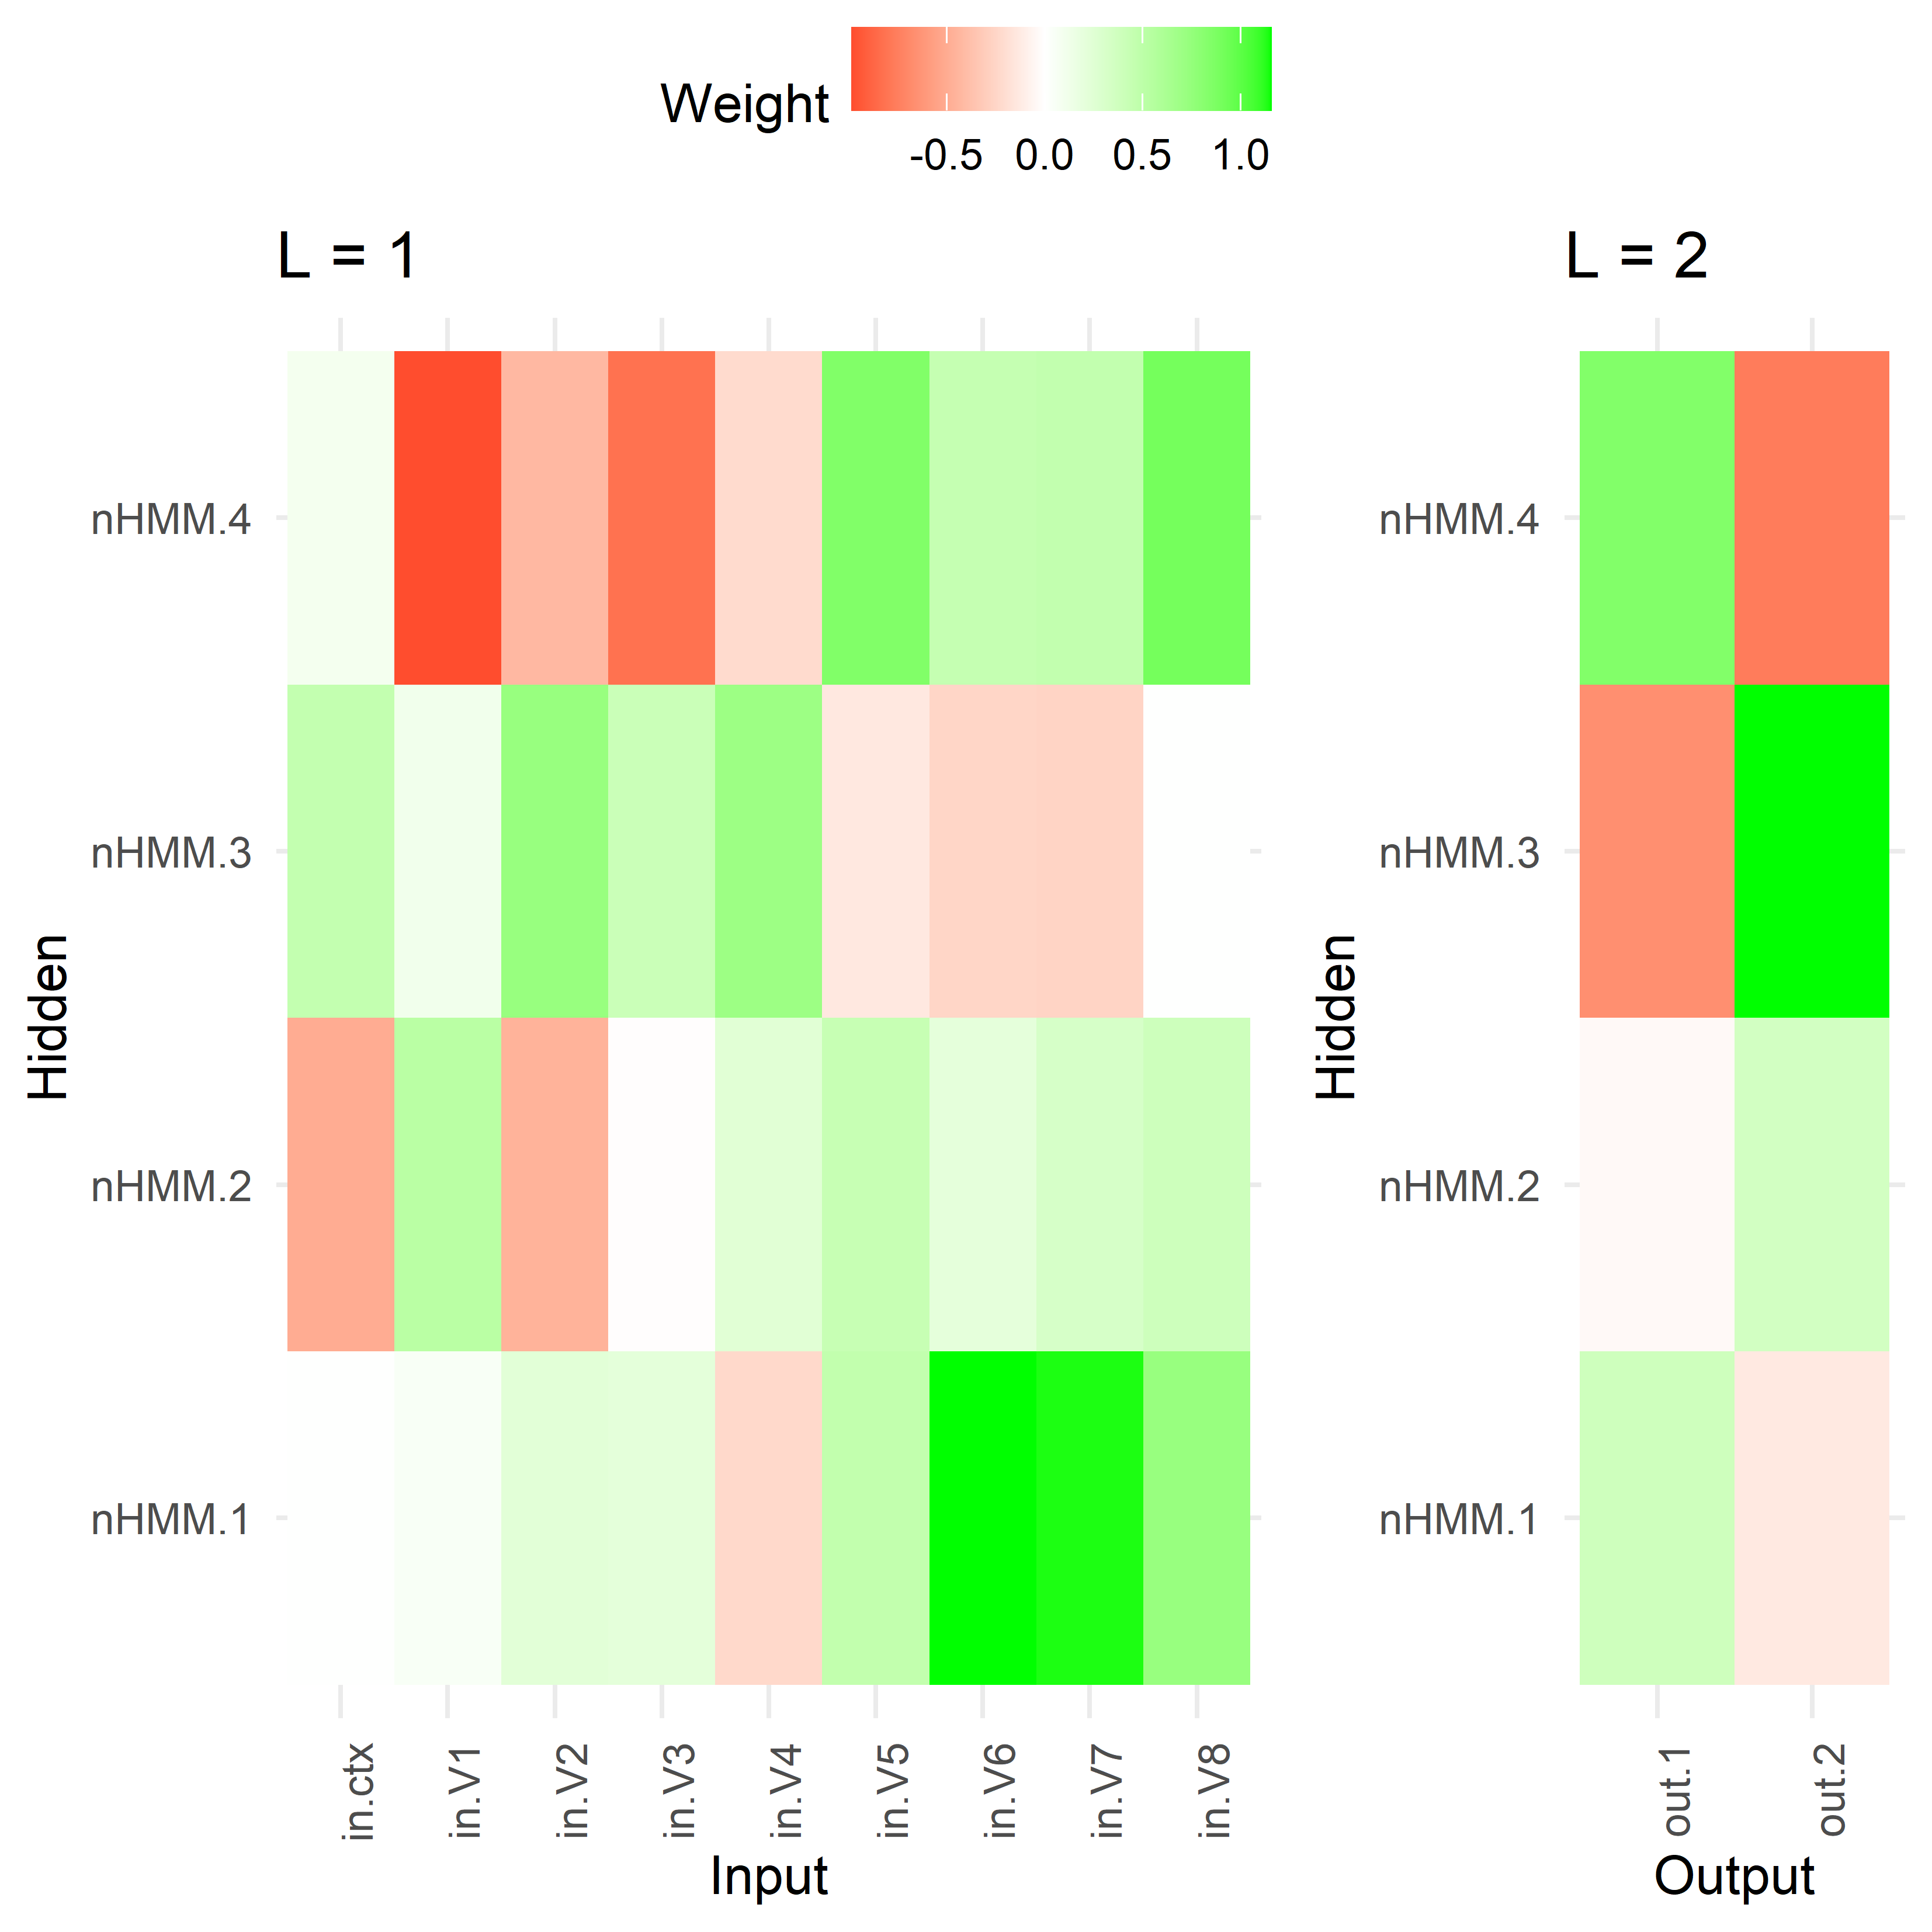 Weight
-0.5 0.0 0.5 1.0
L = 1
Hidden
nHMM.4
nHMM.3
nHMM.2
nHMM.1
in.ctx in.V1 in.V2 in.V3 in.V4 in.V5 in.V6 in.V7 in.V8
Input
L = 2
Hidden
nHMM.4
nHMM.3
nHMM.2
nHMM.1
out.1 out.2
Output